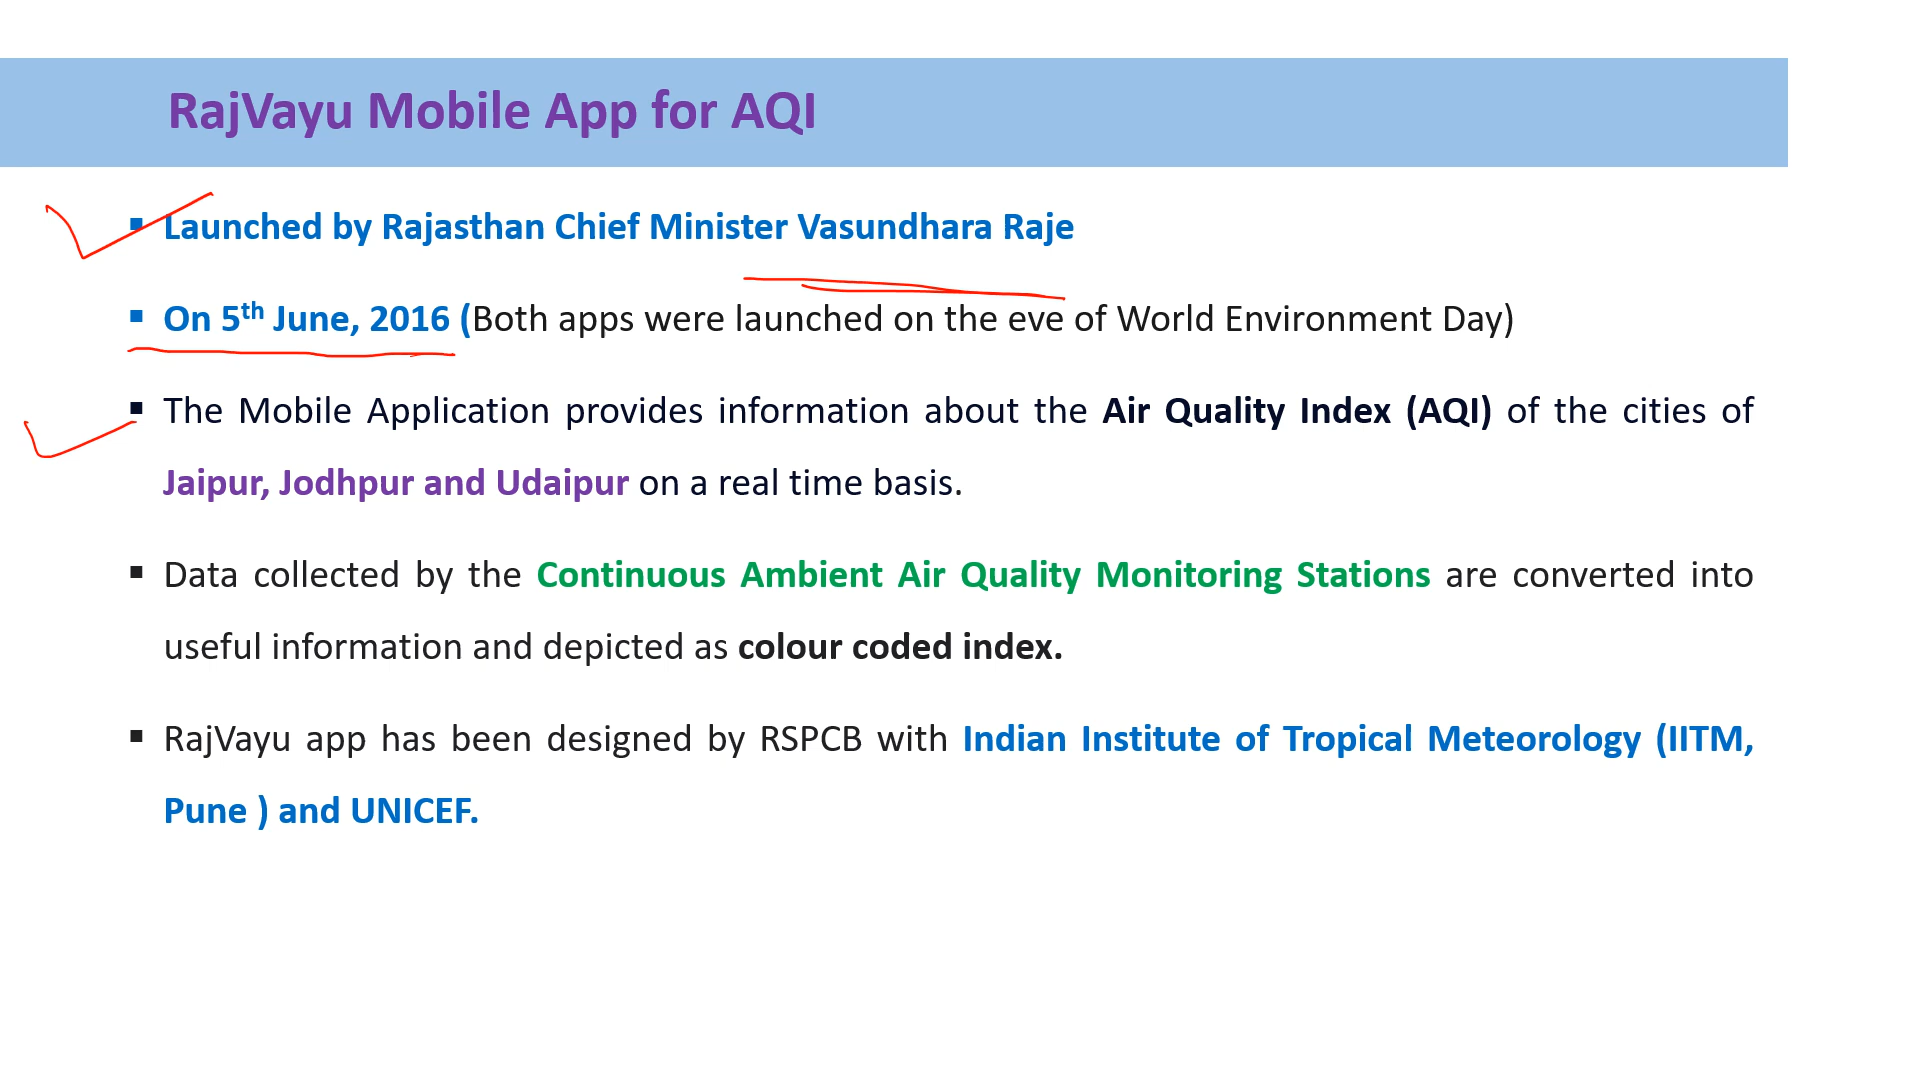 RajVayu Mobile App for AQI
▪ Launched by Rajasthan Chief Minister Vasundhara Raje
▪ On 5th June, 2016 (Both apps were launched on the eve of World Environment Day)
▪ The Mobile Application provides information about the Air Quality Index (AQI) of the cities of
Jaipur, Jodhpur and Udaipur on a real time basis.
▪ Data collected by the Continuous Ambient Air Quality Monitoring Stations are converted into
useful information and depicted as colour coded index.
▪ RajVayu app has been designed by RSPCB with Indian Institute of Tropical Meteorology (IITM,
Pune ) and UNICEF.